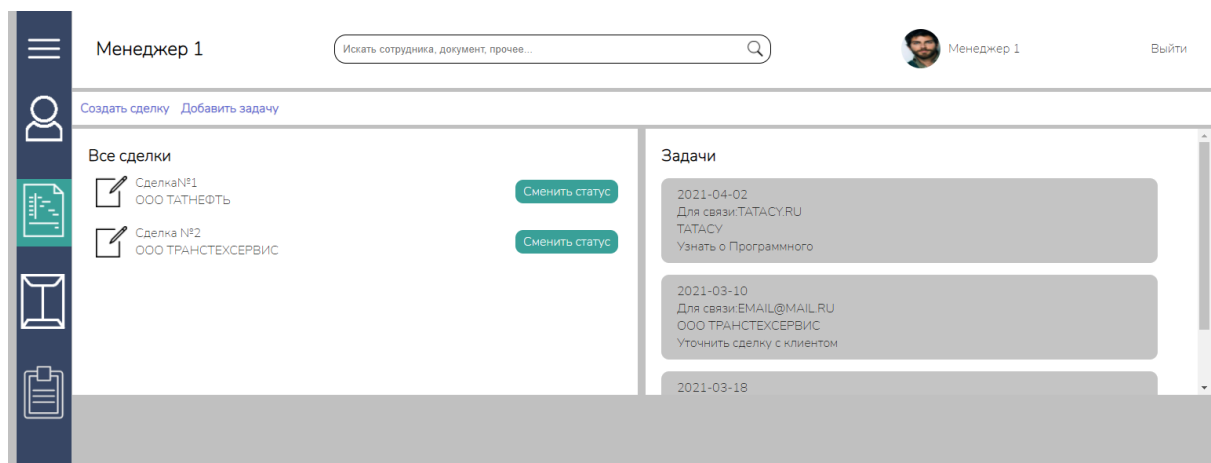 Менеджер 1
Искать сотрудника, документ, прочее...
Менеджер 1
Выйти
Создать сделку Добавить задачу
Все сделки
Сделка№1
ООО ТАТНЕФТЬ
Сменить статус
Сделка №2
ООО ТРАНСТЕХСЕРВИС
Сменить статус
Задачи
2021-04-02
Для связи:TATACY.RU
TATACY
Узнать о Программного
2021-03-10
Для связи:EMAIL@MAIL.RU
ООО ТРАНСТЕХСЕРВИС
Уточнить сделку с клиентом
2021-03-18